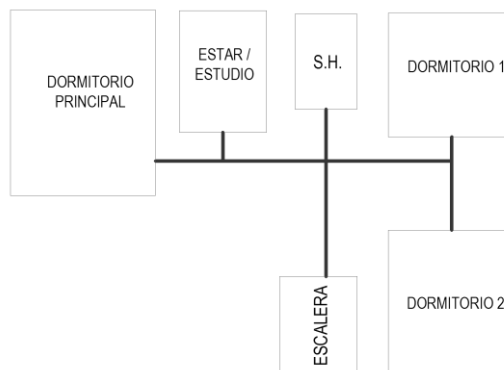 DORMITORIO
PRINCIPAL
ESTAR /
ESTUDIO
S.H.
DORMITORIO 1
ESCALERA
DORMITORIO 2